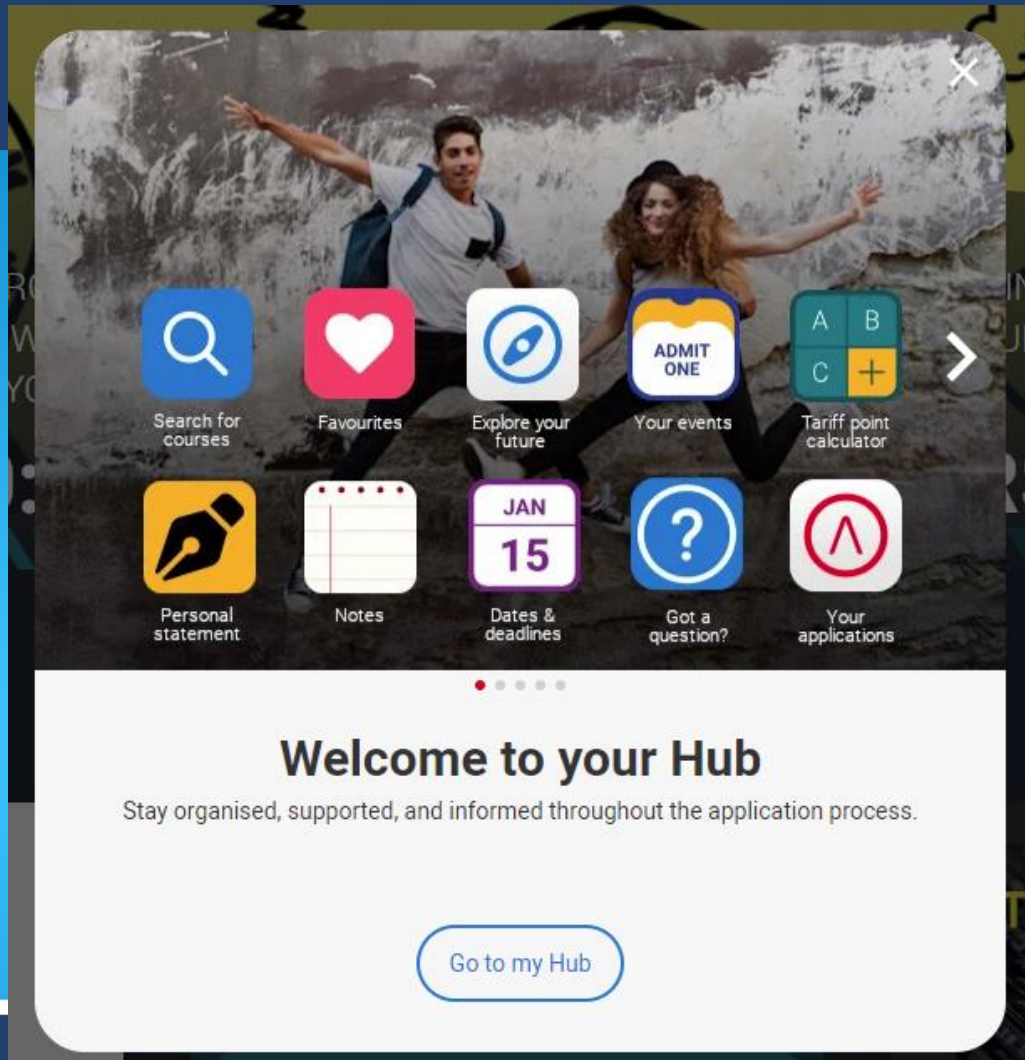 ADMIT
ONE
A B
C +
Search for
courses
Favourites
Explore your
future
Your events
Tariff point
calculator
JAN
15
?
Personal
statement
Notes
Dates &
deadlines
Got a
question?
Your
applications
Welcome to your Hub
Stay organised, supported, and informed throughout the application process.
Go to my Hub